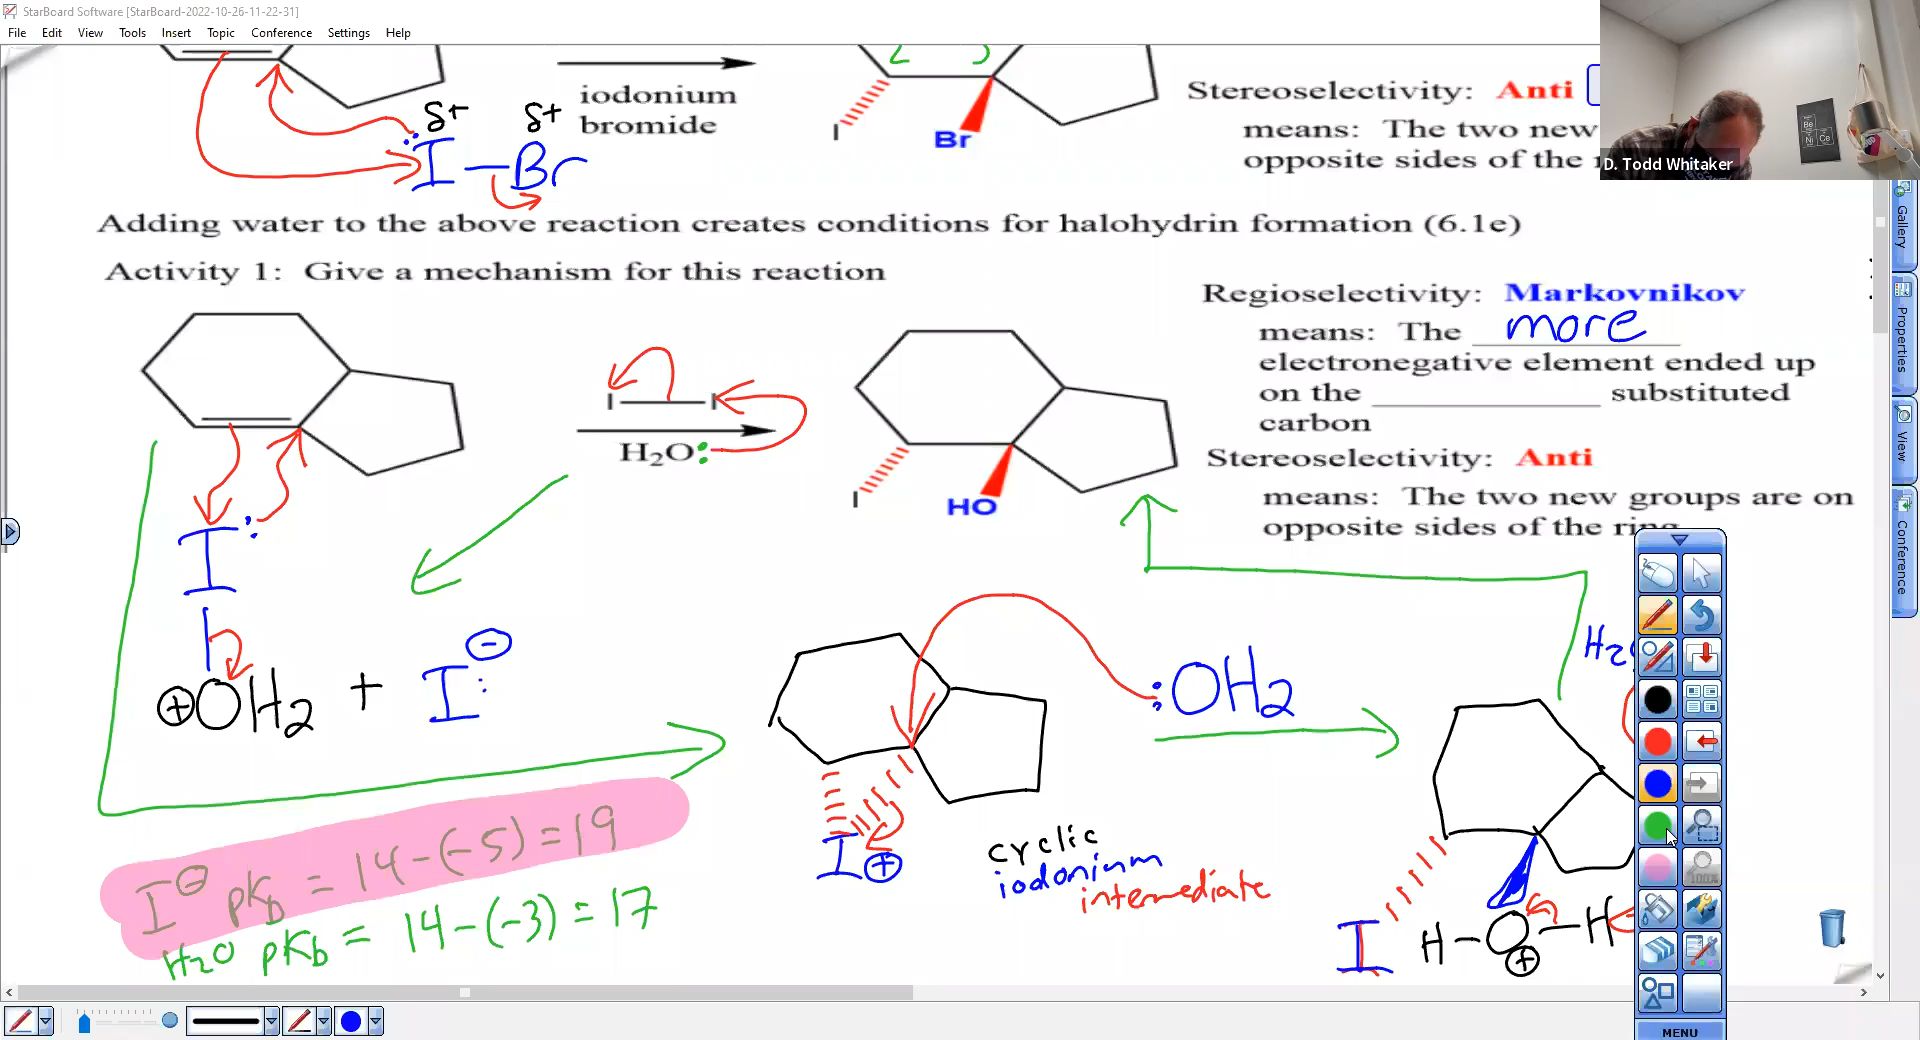 StarBoard Software [StarBoard-2022-10-26-11-22-31]
File Edit View Tools Insert Topic Conference Settings Help
iodonium
bromide
δ+ δ+
I—Br
I
Br
Stereoselectivity: Anti
means: The two new
opposite sides of the
Be
Ni Ce
D. Todd Whitaker
Adding water to the above reaction creates conditions for halohydrin formation (6.1e)
Activity 1: Give a mechanism for this reaction
I—I
H₂O:
I
HO
Regioselectivity: Markovnikov
means: The more
electronegative element ended up
on the ____ substituted
carbon
Stereoselectivity: Anti
means: The two new groups are on
opposite sides of the ring
I:
⊕OH₂ + I:⊖
I⊕
:OH₂
cyclic
iodonium
intermediate
I
H–O–H
⊕
I⊖ pKb = 14-(-5) = 19
H₂O pKb = 14-(-3) = 17
Gallery
Properties
View
Conference
100%
MENU